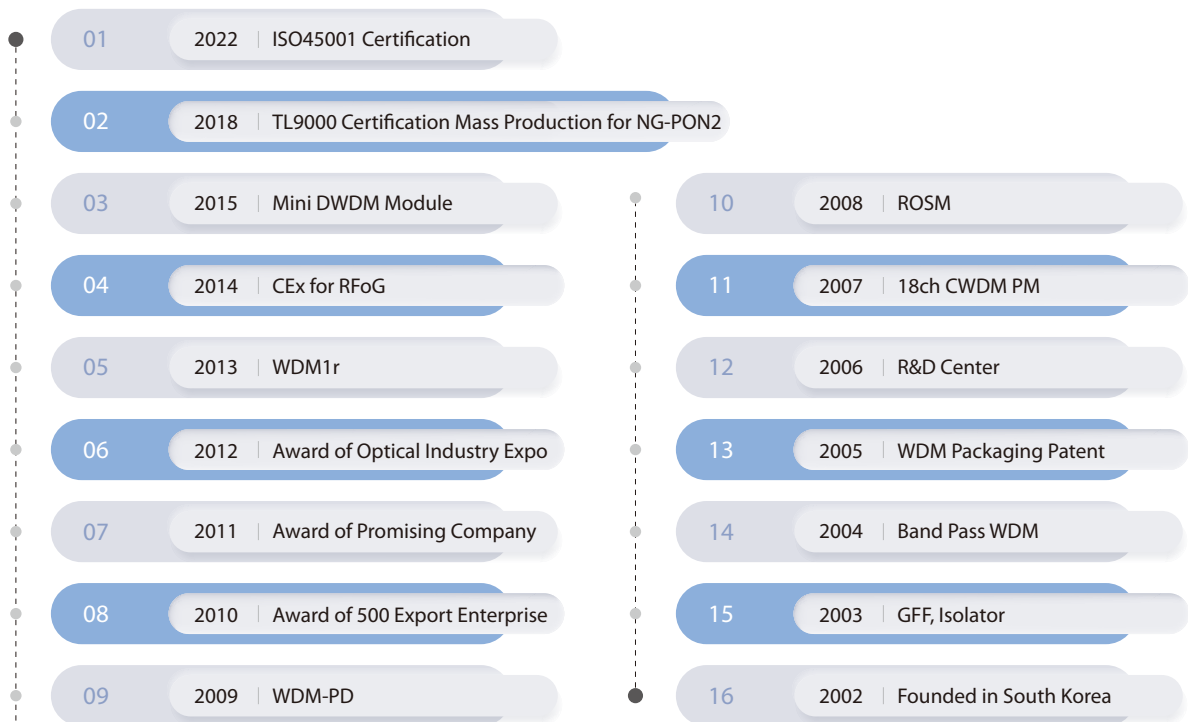 01 2022 ISO45001 Certification
02 2018 TL9000 Certification Mass Production for NG-PON2
03 2015 Mini DWDM Module
04 2014 CEx for RFoG
05 2013 WDM1r
06 2012 Award of Optical Industry Expo
07 2011 Award of Promising Company
08 2010 Award of 500 Export Enterprise
09 2009 WDM-PD
10 2008 ROSM
11 2007 18ch CWDM PM
12 2006 R&D Center
13 2005 WDM Packaging Patent
14 2004 Band Pass WDM
15 2003 GFF, Isolator
16 2002 Founded in South Korea